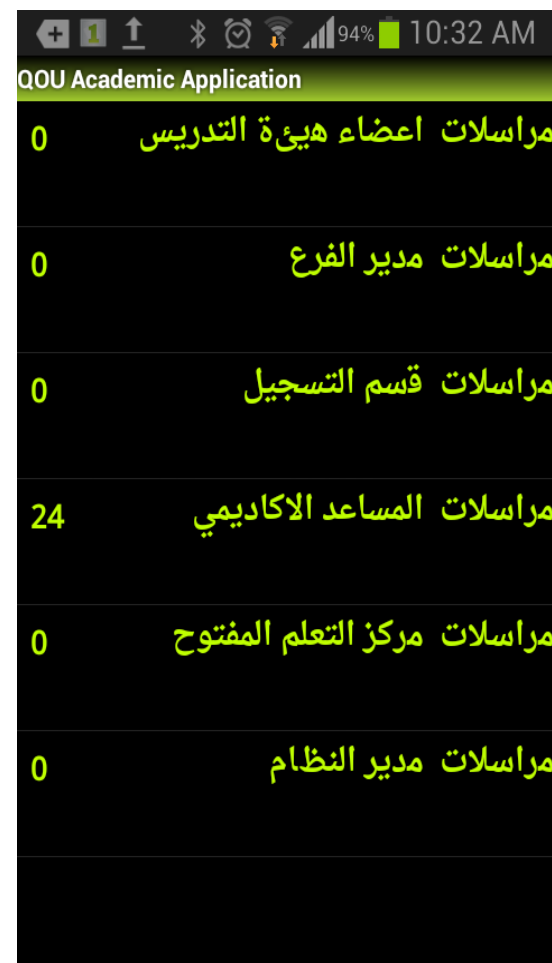 94% 10:32 AM
QOU Academic Application
مراسلات اعضاء هيىٔة التدريس 0
مراسلات مدير الفرع 0
مراسلات قسم التسجيل 0
مراسلات المساعد الاكاديمي 24
مراسلات مركز التعلم المفتوح 0
مراسلات مدير النظام 0